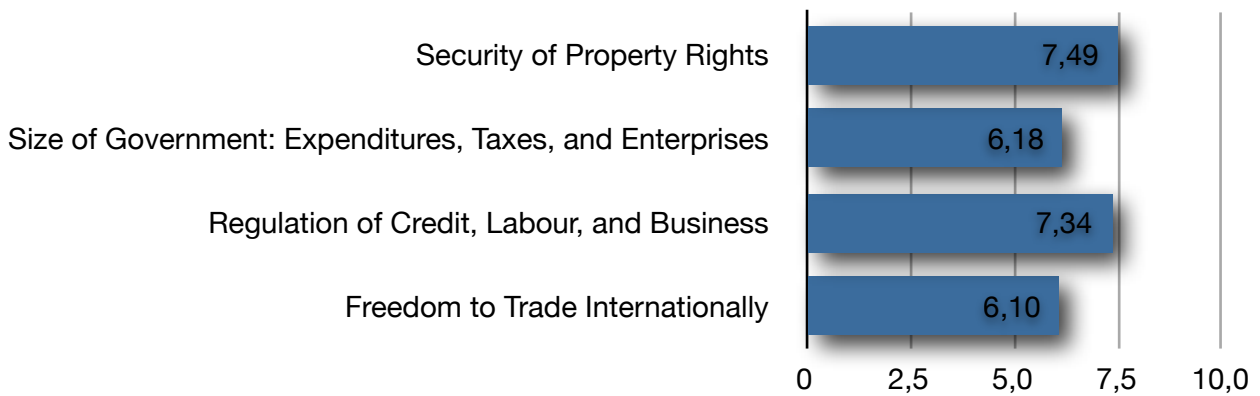 Security of Property Rights 7,49
Size of Government: Expenditures, Taxes, and Enterprises 6,18
Regulation of Credit, Labour, and Business 7,34
Freedom to Trade Internationally 6,10
0 2,5 5,0 7,5 10,0